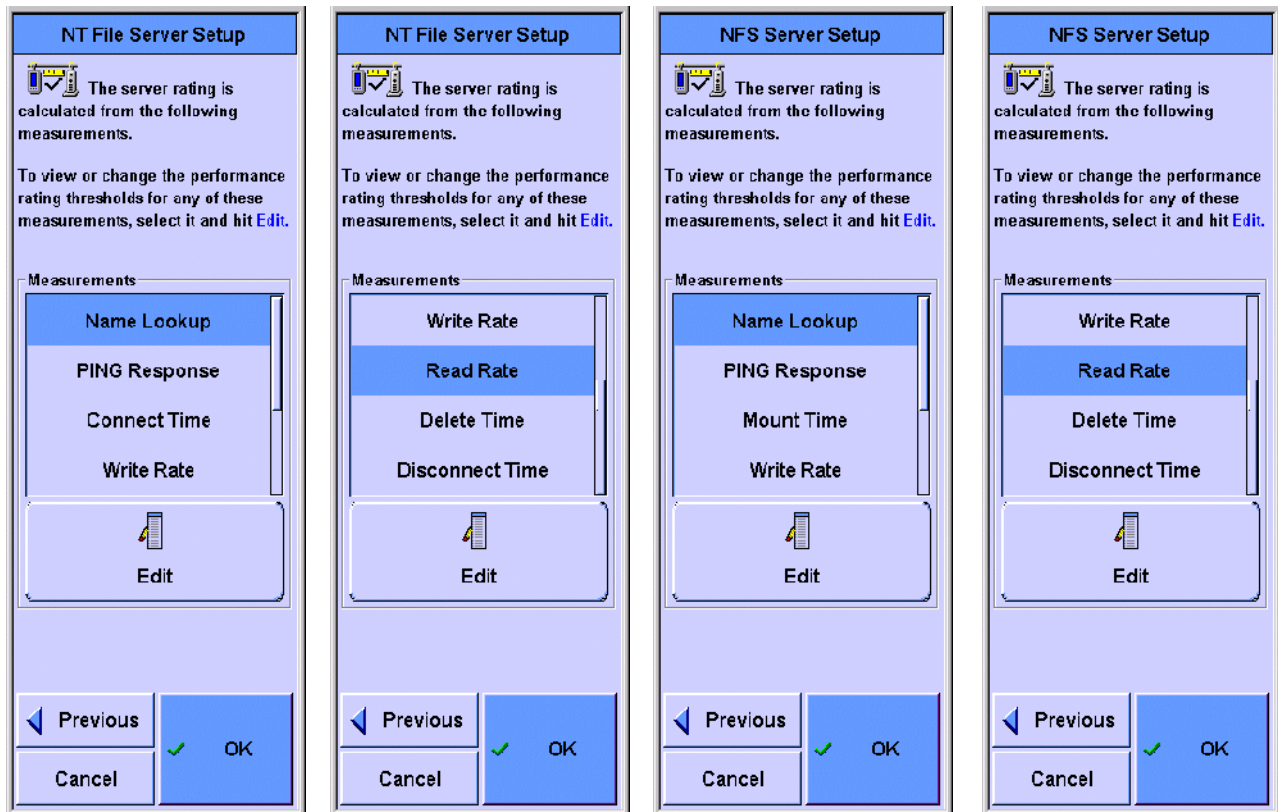 NT File Server Setup
The server rating is
calculated from the following
measurements.
To view or change the performance
rating thresholds for any of these
measurements, select it and hit Edit.
Measurements
Name Lookup
PING Response
Connect Time
Write Rate
Edit
Previous
OK
Cancel
NT File Server Setup
The server rating is
calculated from the following
measurements.
To view or change the performance
rating thresholds for any of these
measurements, select it and hit Edit.
Measurements
Write Rate
Read Rate
Delete Time
Disconnect Time
Edit
Previous
OK
Cancel
NFS Server Setup
The server rating is
calculated from the following
measurements.
To view or change the performance
rating thresholds for any of these
measurements, select it and hit Edit.
Measurements
Name Lookup
PING Response
Mount Time
Write Rate
Edit
Previous
OK
Cancel
NFS Server Setup
The server rating is
calculated from the following
measurements.
To view or change the performance
rating thresholds for any of these
measurements, select it and hit Edit.
Measurements
Write Rate
Read Rate
Delete Time
Disconnect Time
Edit
Previous
OK
Cancel